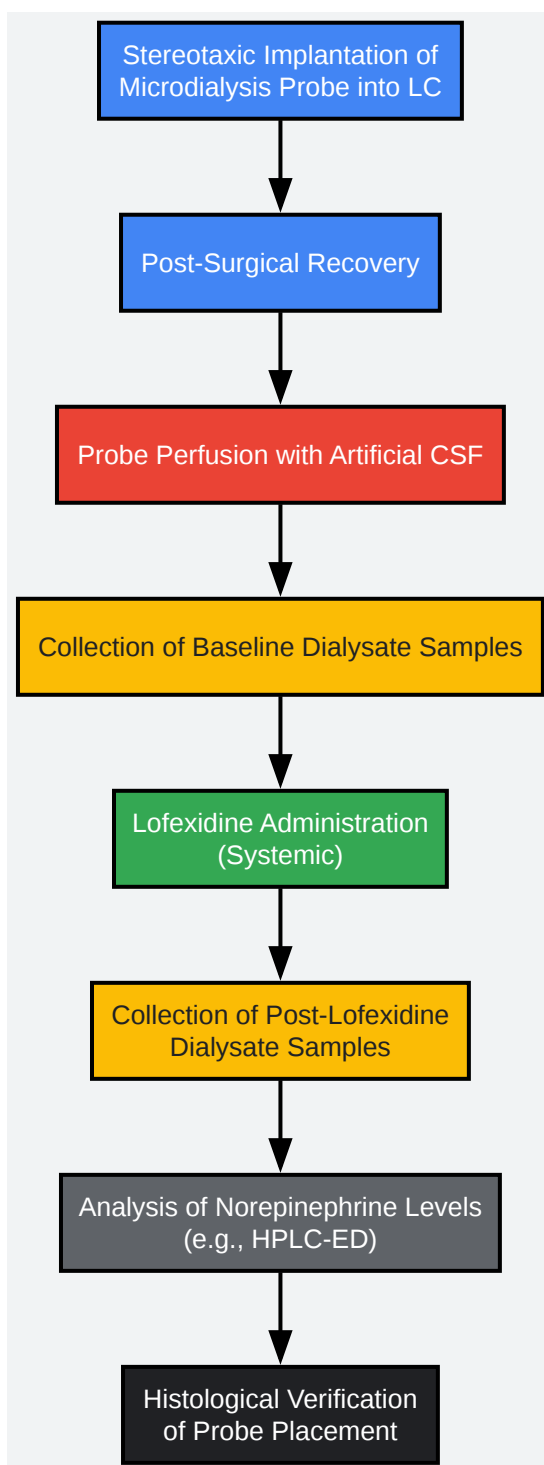 Stereotaxic Implantation of
Microdialysis Probe into LC
Post-Surgical Recovery
Probe Perfusion with Artificial CSF
Collection of Baseline Dialysate Samples
Lofexidine Administration
(Systemic)
Collection of Post-Lofexidine
Dialysate Samples
Analysis of Norepinephrine Levels
(e.g., HPLC-ED)
Histological Verification
of Probe Placement